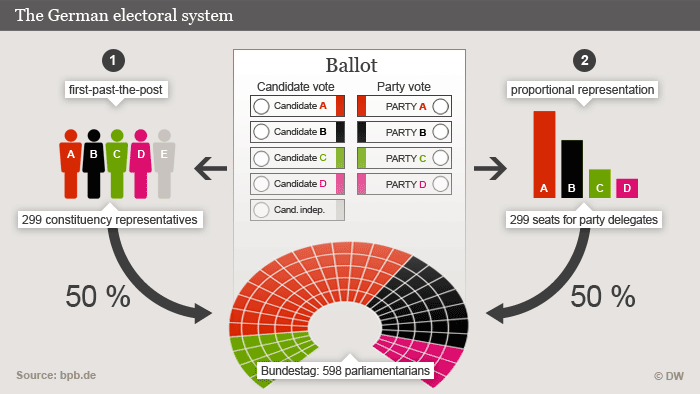 The German electoral system
1
first-past-the-post
A B C D E
299 constituency representatives
50 %
Ballot
Candidate vote Party vote
Candidate A PARTY A
Candidate B PARTY B
Candidate C PARTY C
Candidate D PARTY D
Cand. indep.
Bundestag: 598 parliamentarians
2
proportional representation
A B C D
299 seats for party delegates
50 %
Source: bpb.de
© DW